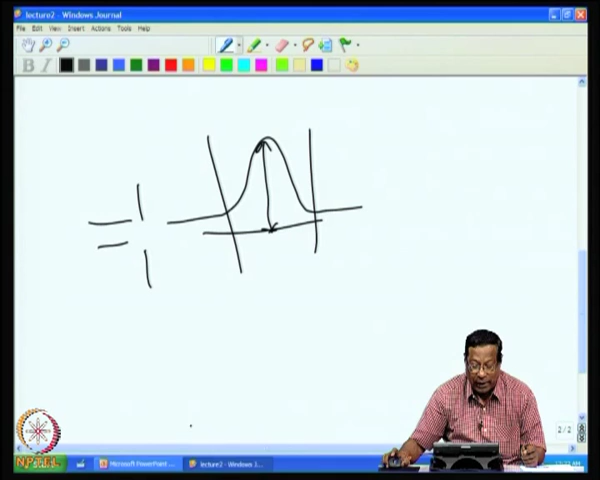 lecture2 - Windows Journal
File Edit View Insert Actions Tools Help
B I
2/2
NPTEL
Microsoft PowerPoint ...
lecture2 - Windows J...